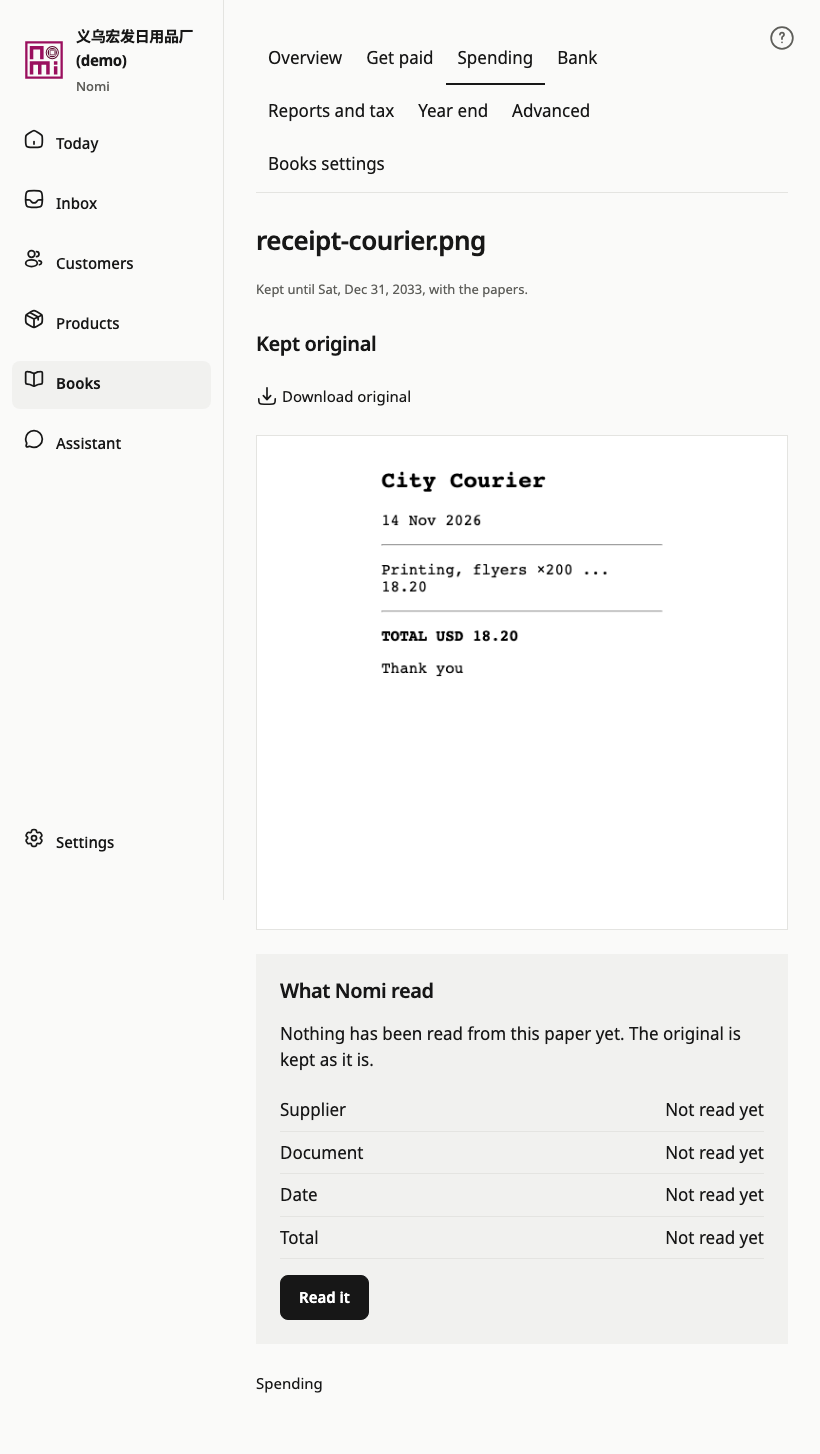 义乌宏发日用品厂
(demo)
Nomi
Today
Inbox
Customers
Products
Books
Assistant
Settings
Overview Get paid Spending Bank
Reports and tax Year end Advanced
Books settings
receipt-courier.png
Kept until Sat, Dec 31, 2033, with the papers.
Kept original
Download original
City Courier
14 Nov 2026
Printing, flyers ×200 ...
18.20
TOTAL USD 18.20
Thank you
What Nomi read
Nothing has been read from this paper yet. The original is
kept as it is.
Supplier Not read yet
Document Not read yet
Date Not read yet
Total Not read yet
Read it
Spending